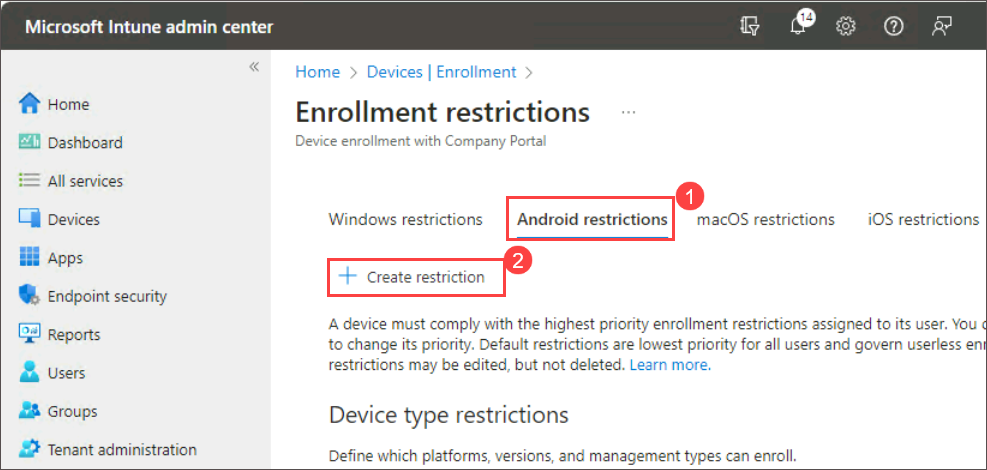 Microsoft Intune admin center
14
«
Home
Dashboard
All services
Devices
Apps
Endpoint security
Reports
Users
Groups
Tenant administration
Home > Devices | Enrollment >
Enrollment restrictions ...
Device enrollment with Company Portal
Windows restrictions Android restrictions 1 macOS restrictions iOS restrictions
+ Create restriction 2
A device must comply with the highest priority enrollment restrictions assigned to its user. You
to change its priority. Default restrictions are lowest priority for all users and govern userless
restrictions may be edited, but not deleted. Learn more.
Device type restrictions
Define which platforms, versions, and management types can enroll.